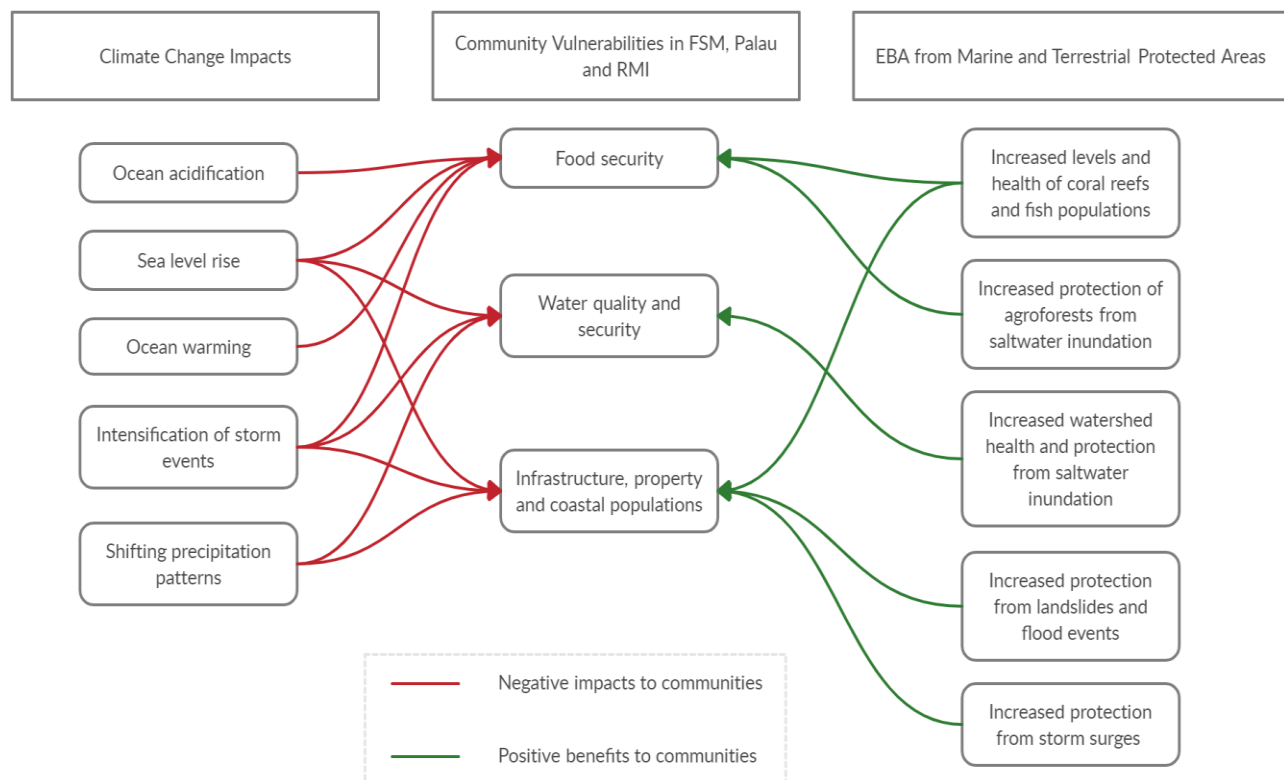 Climate Change Impacts
Community Vulnerabilities in FSM, Palau
and RMI
EBA from Marine and Terrestrial Protected Areas
Ocean acidification
Sea level rise
Ocean warming
Intensification of storm
events
Shifting precipitation
patterns
Food security
Water quality and
security
Infrastructure, property
and coastal populations
Increased levels and
health of coral reefs
and fish populations
Increased protection of
agroforests from
saltwater inundation
Increased watershed
health and protection
from saltwater
inundation
Increased protection
from landslides and
flood events
Increased protection
from storm surges
Negative impacts to communities
Positive benefits to communities